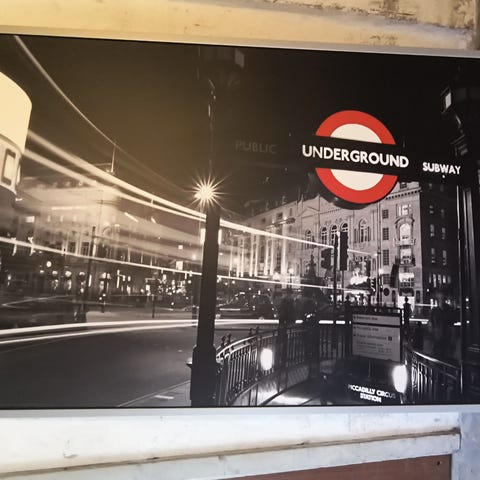 PUBLIC UNDERGROUND SUBWAY
PICCADILLY CIRCUS
STATION